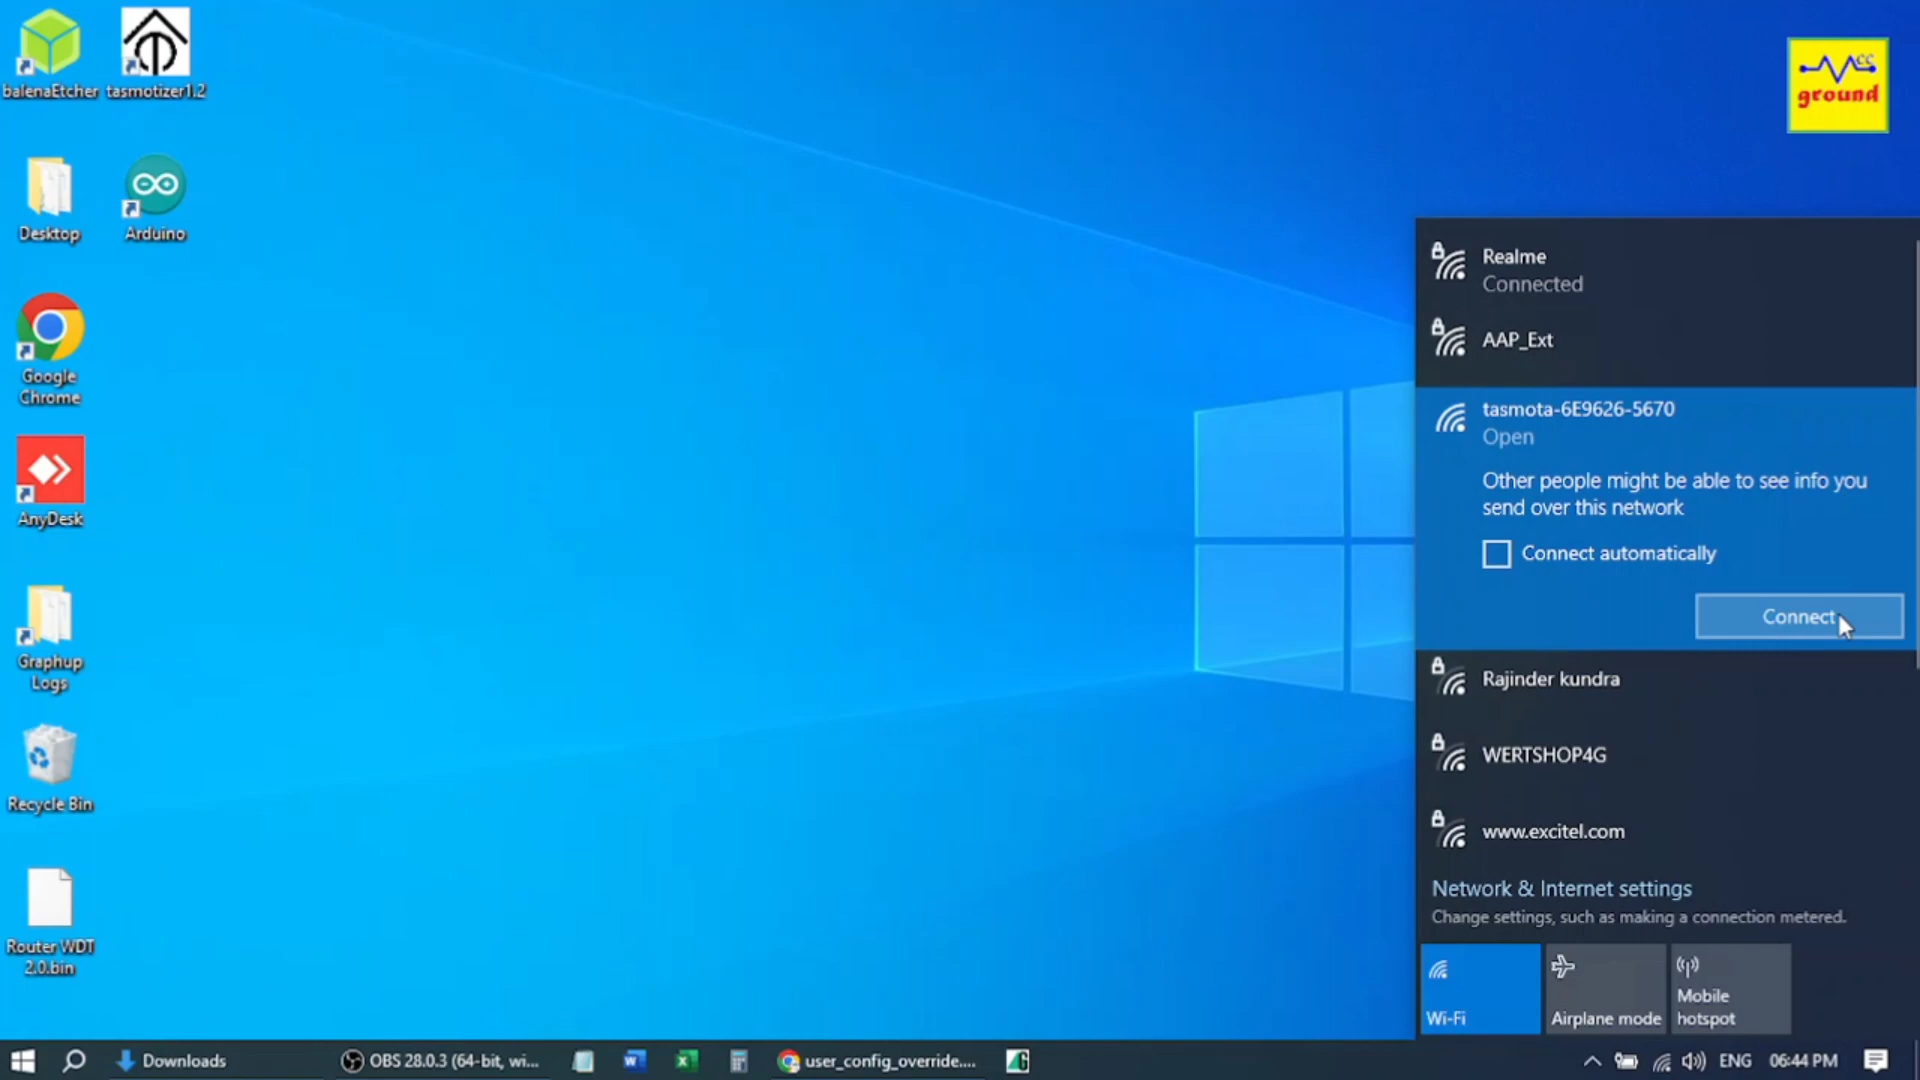 balenaEtcher
tasmotizer1.2
Desktop
Arduino
Google
Chrome
AnyDesk
Graphup
Logs
Recycle Bin
Router WDT
2.0.bin
CC
ground
Realme
Connected
AAP_Ext
tasmota-6E9626-5670
Open
Other people might be able to see info you
send over this network
Connect automatically
Connect
Rajinder kundra
WERTSHOP4G
www.excitel.com
Network & Internet settings
Change settings, such as making a connection metered.
Wi-Fi
Airplane mode
Mobile
hotspot
Downloads
OBS 28.0.3 (64-bit, wi...
user_config_override....
ENG
06:44 PM